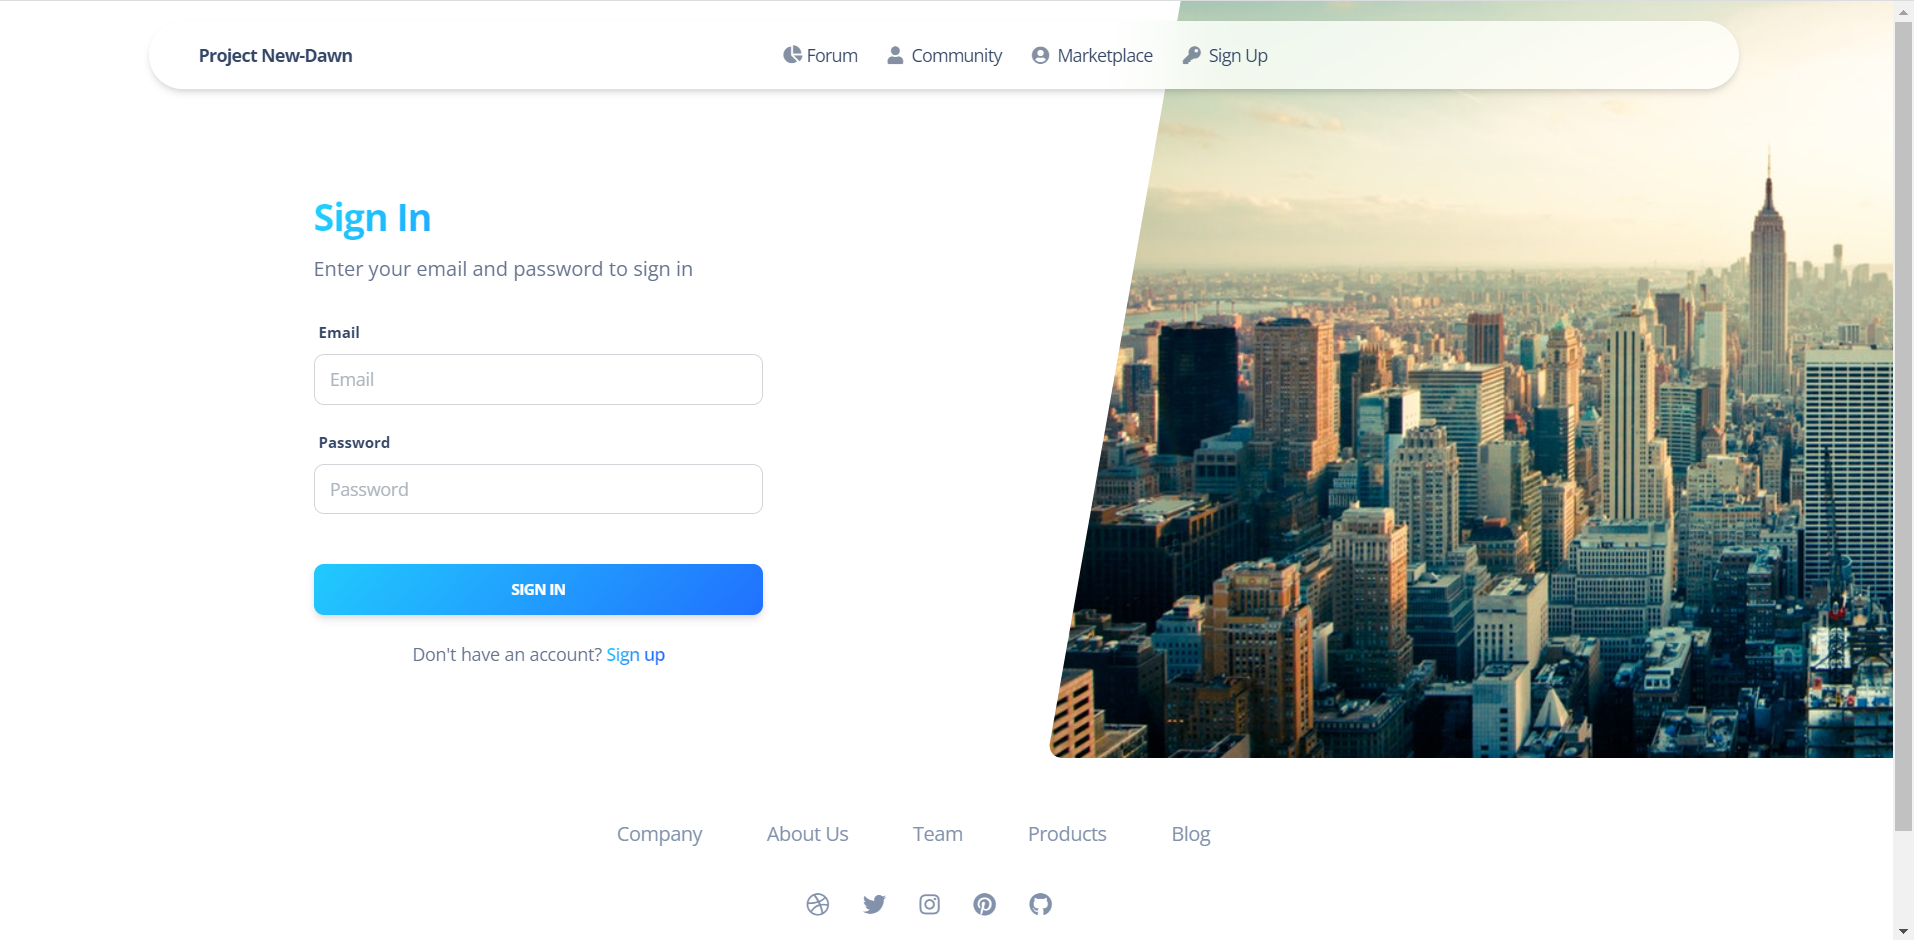 Project New-Dawn
Forum Community Marketplace Sign Up
Sign In
Enter your email and password to sign in
Email
Email
Password
Password
SIGN IN
Don't have an account? Sign up
Company About Us Team Products Blog